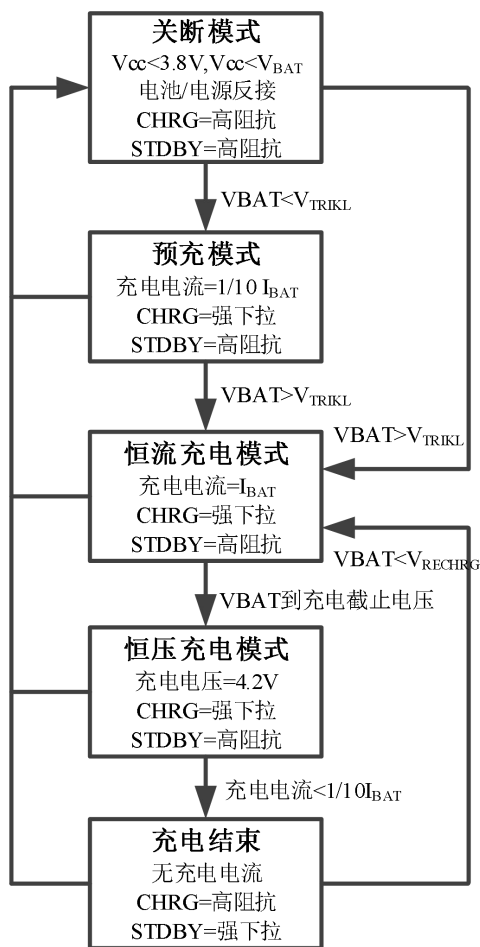 关断模式
Vcc<3.8V,Vcc<VBAT
电池/电源反接
CHRG=高阻抗
STDBY=高阻抗
VBAT<VTRIKL
预充模式
充电电流=1/10 IBAT
CHRG=强下拉
STDBY=高阻抗
VBAT>VTRIKL
VBAT>VTRIKL
恒流充电模式
充电电流=IBAT
CHRG=强下拉
STDBY=高阻抗
VBAT<VRECHRG
VBAT到充电截止电压
恒压充电模式
充电电压=4.2V
CHRG=强下拉
STDBY=高阻抗
充电电流<1/10IBAT
充电结束
无充电电流
CHRG=高阻抗
STDBY=强下拉